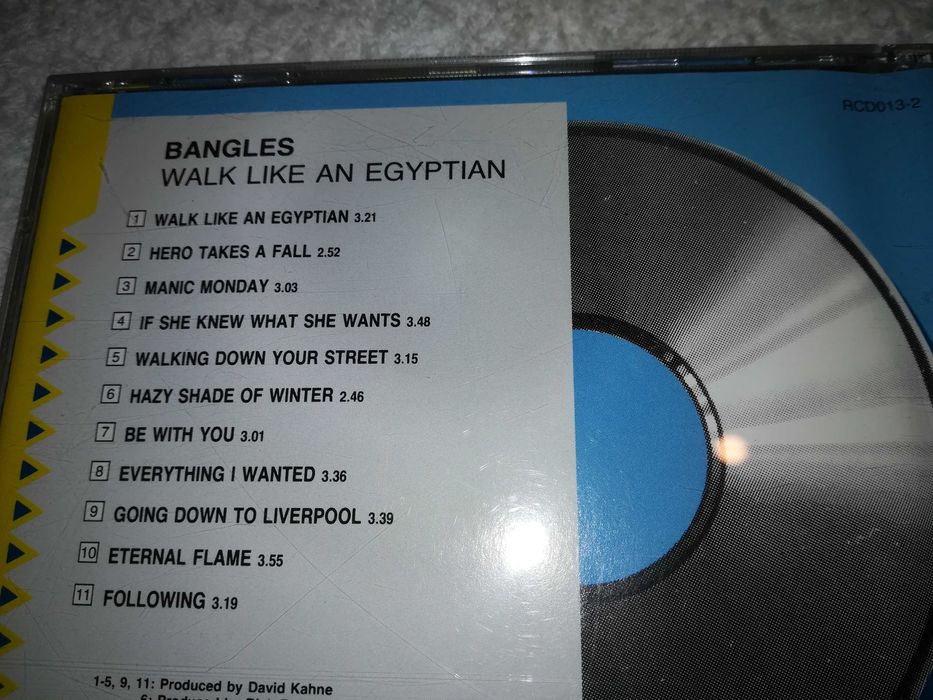 RCD013-2
BANGLES
WALK LIKE AN EGYPTIAN
1 WALK LIKE AN EGYPTIAN 3.21
2 HERO TAKES A FALL 2.52
3 MANIC MONDAY 3.03
4 IF SHE KNEW WHAT SHE WANTS 3.48
5 WALKING DOWN YOUR STREET 3.15
6 HAZY SHADE OF WINTER 2.46
7 BE WITH YOU 3.01
8 EVERYTHING I WANTED 3.36
9 GOING DOWN TO LIVERPOOL 3.39
10 ETERNAL FLAME 3.55
11 FOLLOWING 3.19
1-5, 9, 11: Produced by David Kahne
6: Produced by